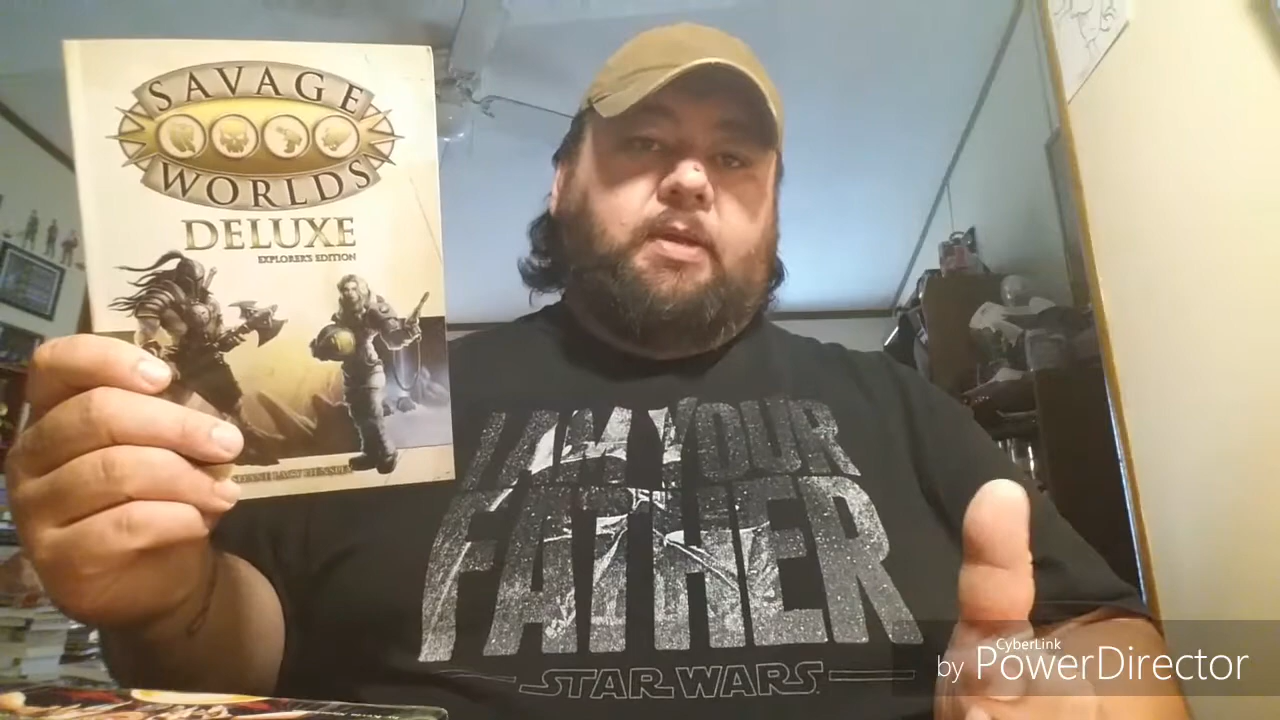 SAVAGE
WORLDS
DELUXE
EXPLORER'S EDITION
I AM YOUR
FATHER
STAR WARS
CyberLink
by PowerDirector